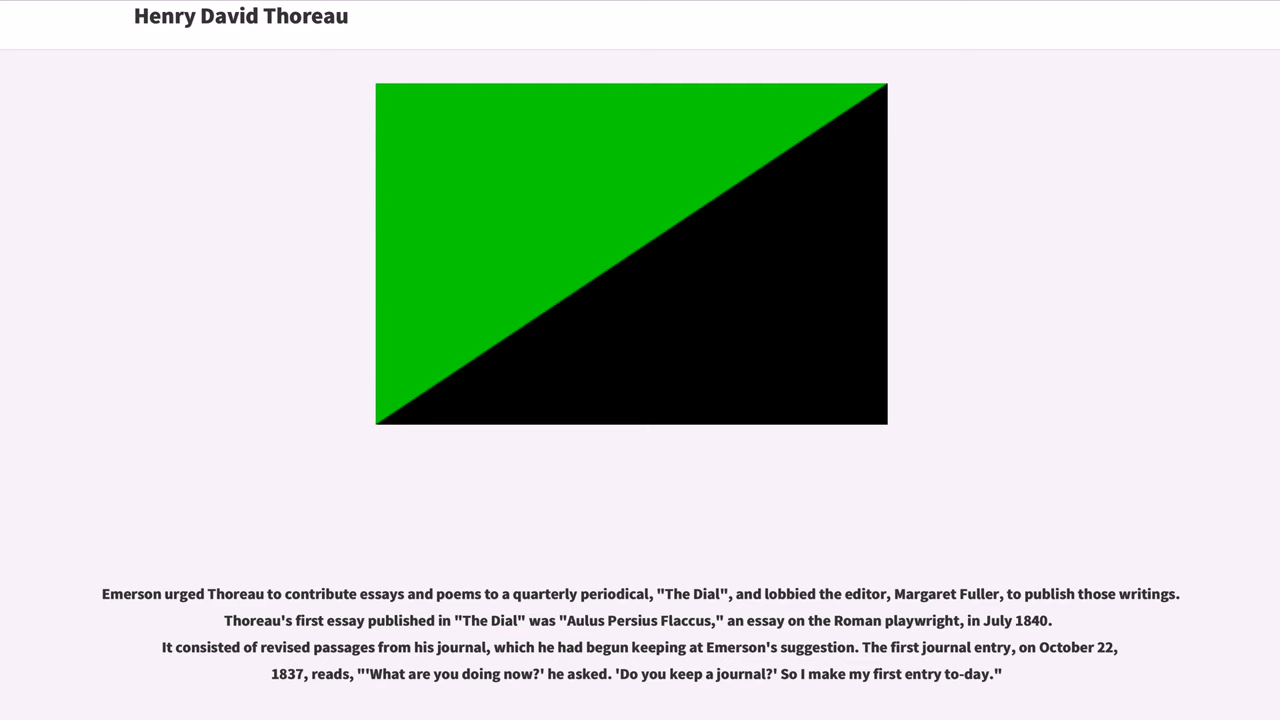 Henry David Thoreau
Emerson urged Thoreau to contribute essays and poems to a quarterly periodical, "The Dial", and lobbied the editor, Margaret Fuller, to publish those writings.
Thoreau's first essay published in "The Dial" was "Aulus Persius Flaccus," an essay on the Roman playwright, in July 1840.
It consisted of revised passages from his journal, which he had begun keeping at Emerson's suggestion. The first journal entry, on October 22,
1837, reads, "'What are you doing now?' he asked. 'Do you keep a journal?' So I make my first entry to-day."